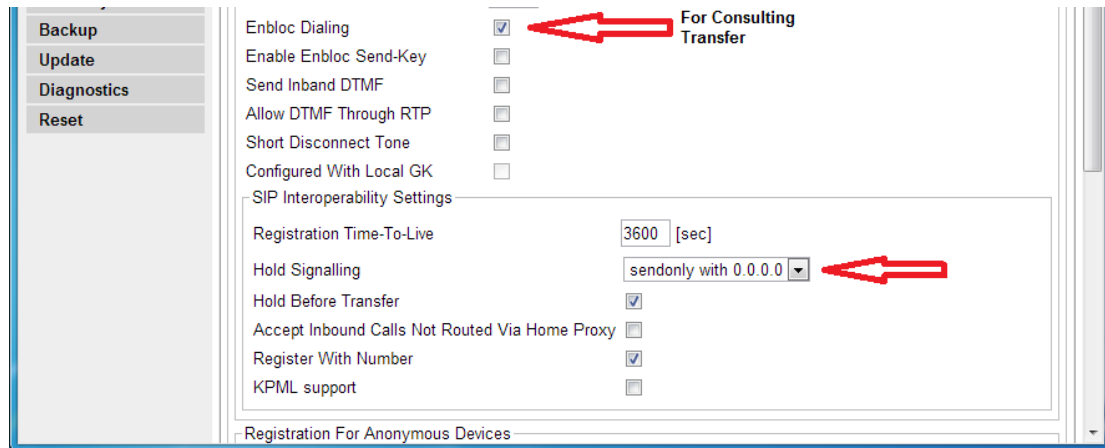 Backup
Update
Diagnostics
Reset
Enbloc Dialing
For Consulting
Transfer
Enable Enbloc Send-Key
Send Inband DTMF
Allow DTMF Through RTP
Short Disconnect Tone
Configured With Local GK
SIP Interoperability Settings
Registration Time-To-Live 3600 [sec]
Hold Signalling sendonly with 0.0.0.0
Hold Before Transfer
Accept Inbound Calls Not Routed Via Home Proxy
Register With Number
KPML support
Registration For Anonymous Devices